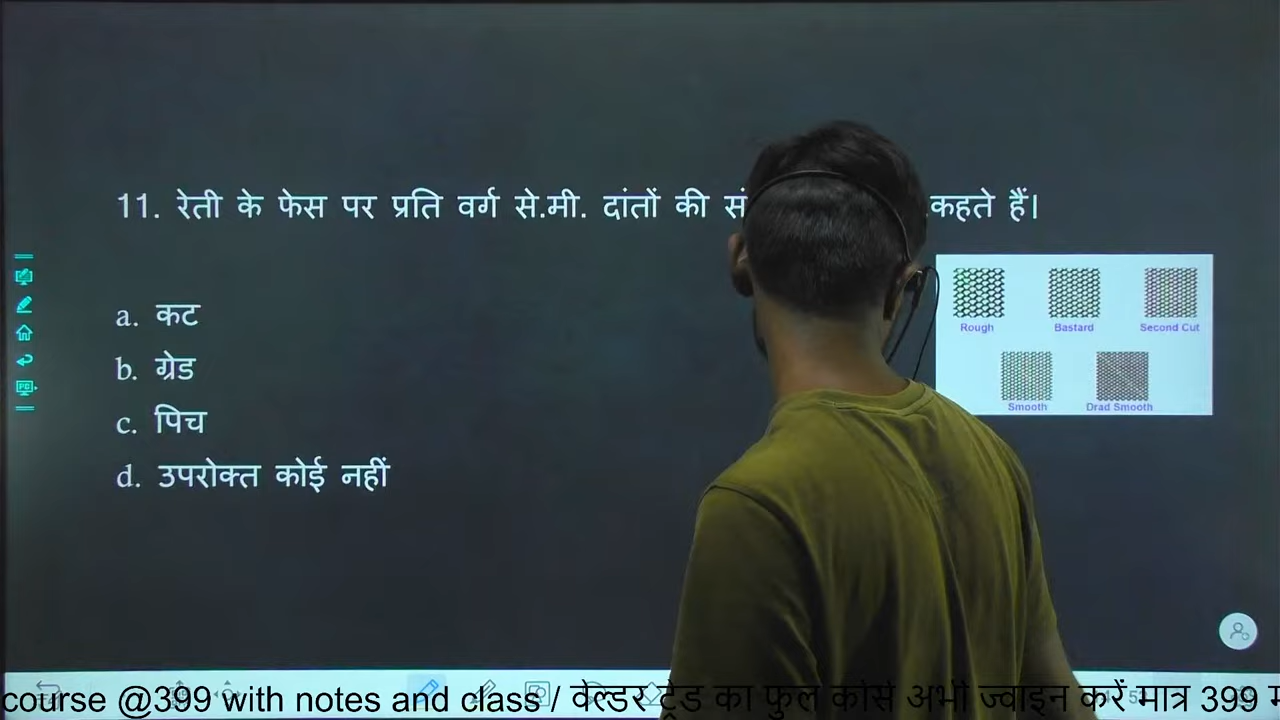 11. रेती के फेस पर प्रति वर्ग से.मी. दांतों की कहते हैं।
a. कट
b. ग्रेड
c. पिच
d. उपरोक्त कोई नहीं
Rough Bastard Second Cut
Smooth Drad Smooth
course @399 with notes and class / वेल्डर ट्रेड का फुल कोर्स अभी ज्वाइन करें मात्र 399